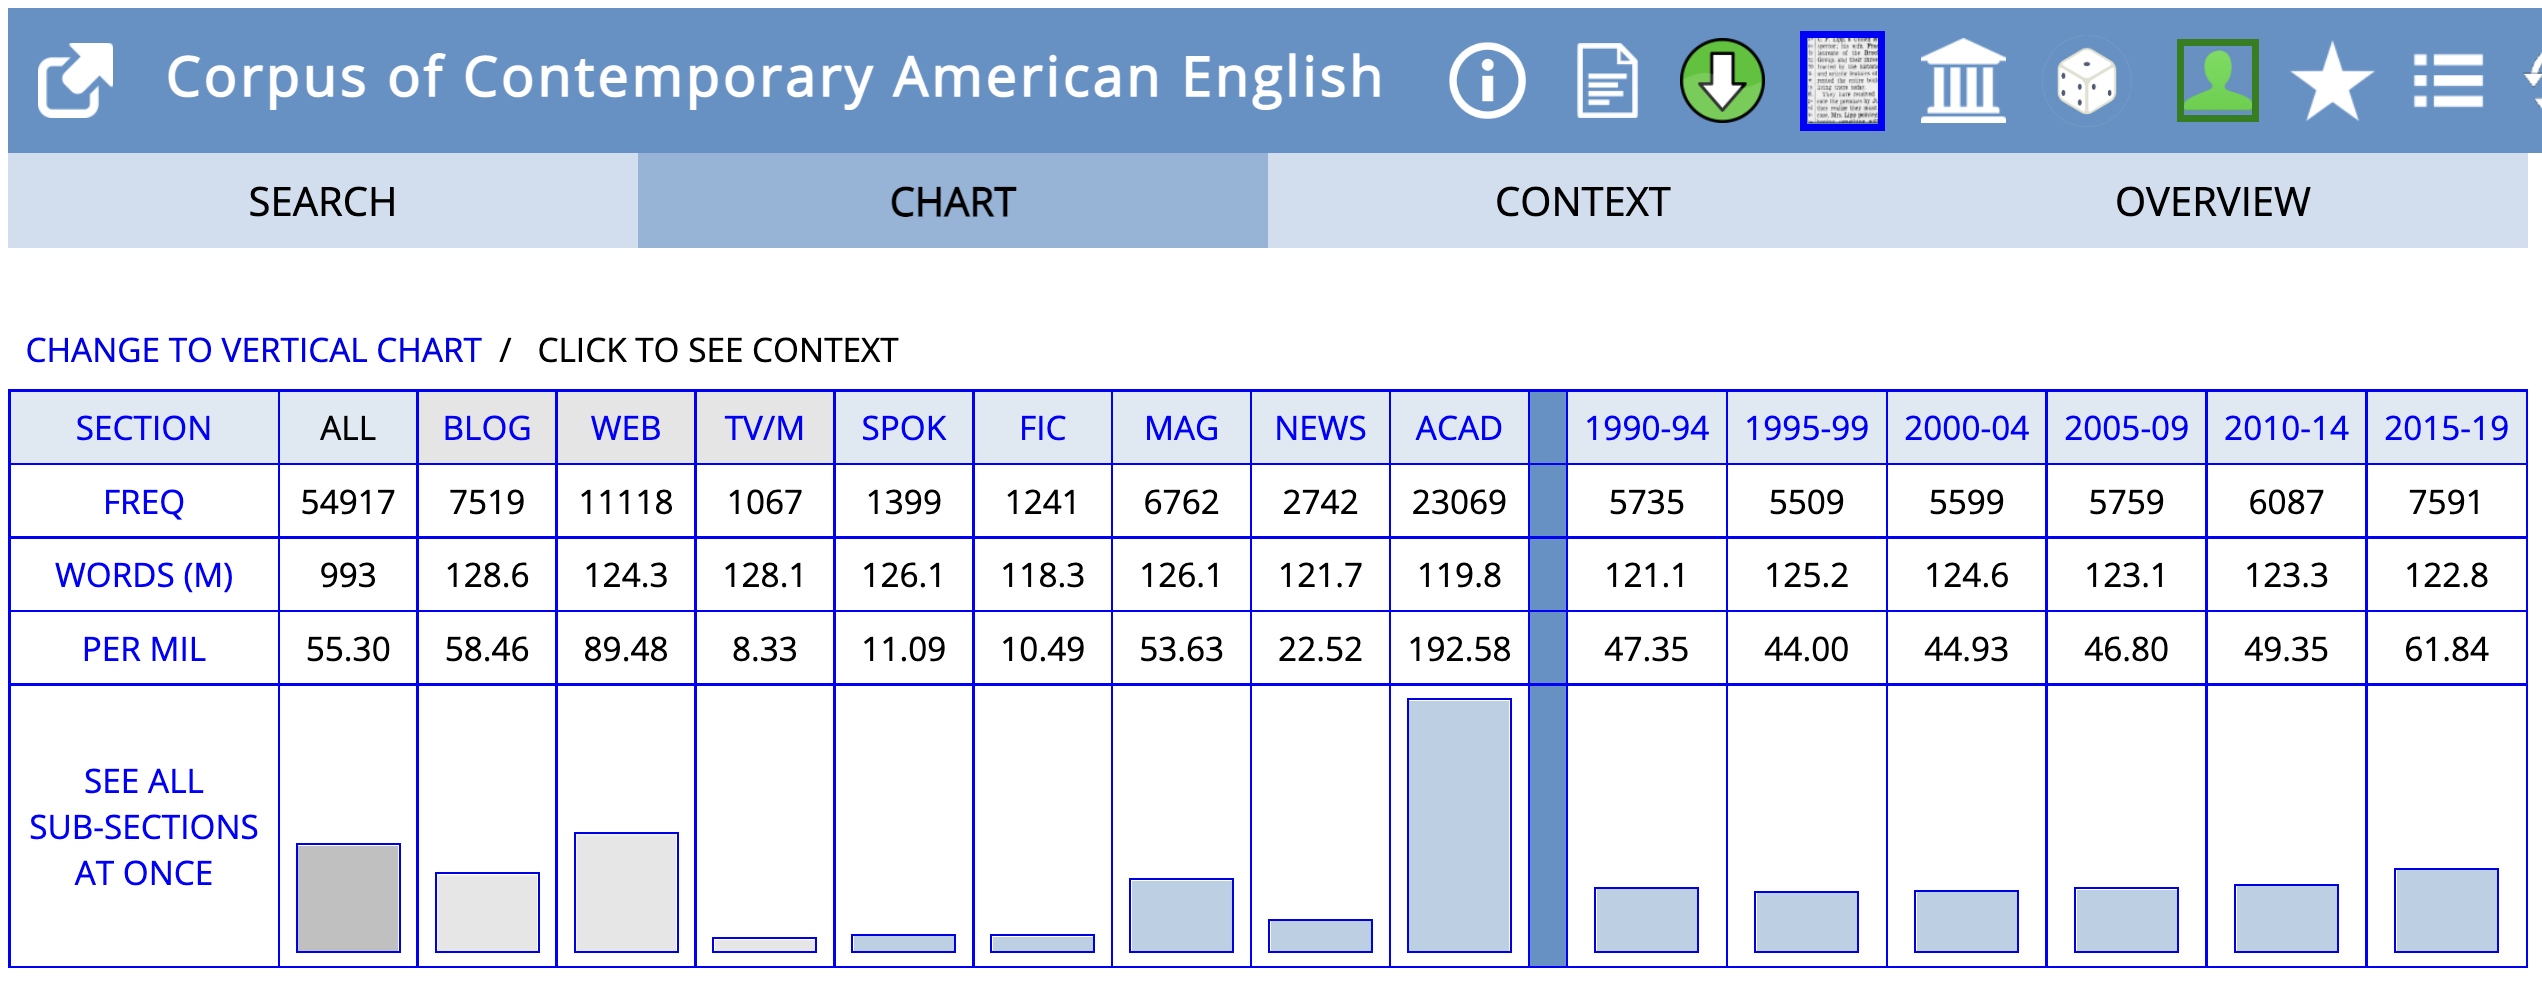 Corpus of Contemporary American English
SEARCH CHART CONTEXT OVERVIEW
CHANGE TO VERTICAL CHART / CLICK TO SEE CONTEXT
SECTION ALL BLOG WEB TV/M SPOK FIC MAG NEWS ACAD 1990-94 1995-99 2000-04 2005-09 2010-14 2015-19
FREQ 54917 7519 11118 1067 1399 1241 6762 2742 23069 5735 5509 5599 5759 6087 7591
WORDS (M) 993 128.6 124.3 128.1 126.1 118.3 126.1 121.7 119.8 121.1 125.2 124.6 123.1 123.3 122.8
PER MIL 55.30 58.46 89.48 8.33 11.09 10.49 53.63 22.52 192.58 47.35 44.00 44.93 46.80 49.35 61.84
SEE ALL
SUB-SECTIONS
AT ONCE